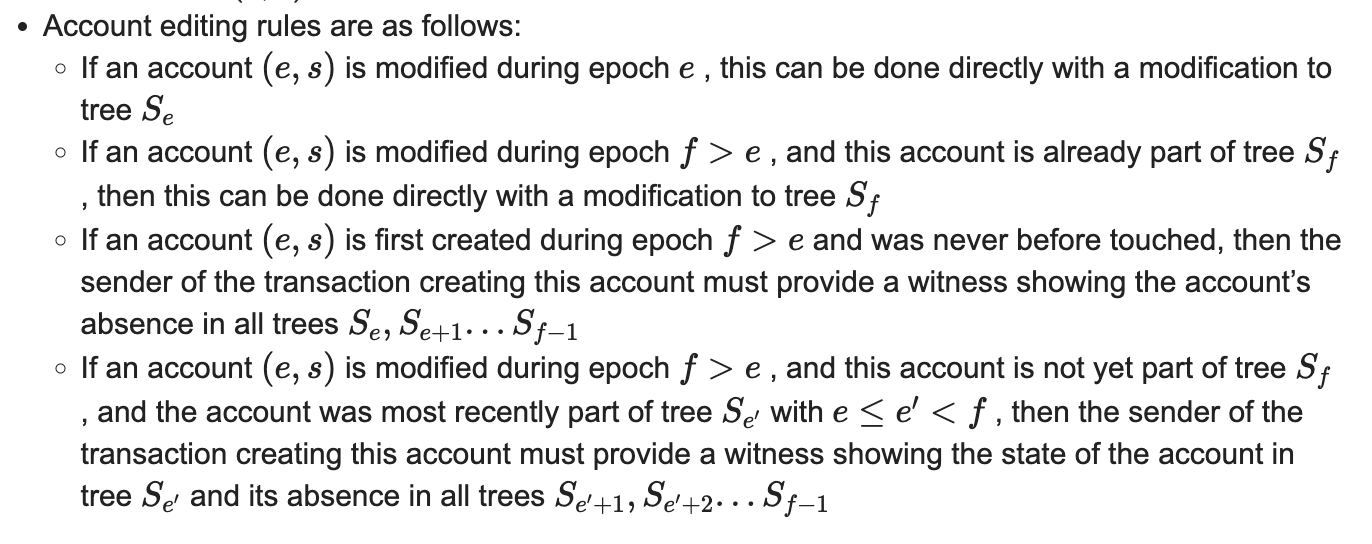 • Account editing rules are as follows:
◦ If an account (e, s) is modified during epoch e , this can be done directly with a modification to
tree Sₑ
◦ If an account (e, s) is modified during epoch f > e , and this account is already part of tree S_f
, then this can be done directly with a modification to tree S_f
◦ If an account (e, s) is first created during epoch f > e and was never before touched, then the
sender of the transaction creating this account must provide a witness showing the account’s
absence in all trees S_e, S_{e+1}... S_{f−1}
◦ If an account (e, s) is modified during epoch f > e , and this account is not yet part of tree S_f
, and the account was most recently part of tree S_{e′} with e ≤ e′ < f , then the sender of the
transaction creating this account must provide a witness showing the state of the account in
tree S_{e′} and its absence in all trees S_{e′+1}, S_{e′+2}... S_{f−1}